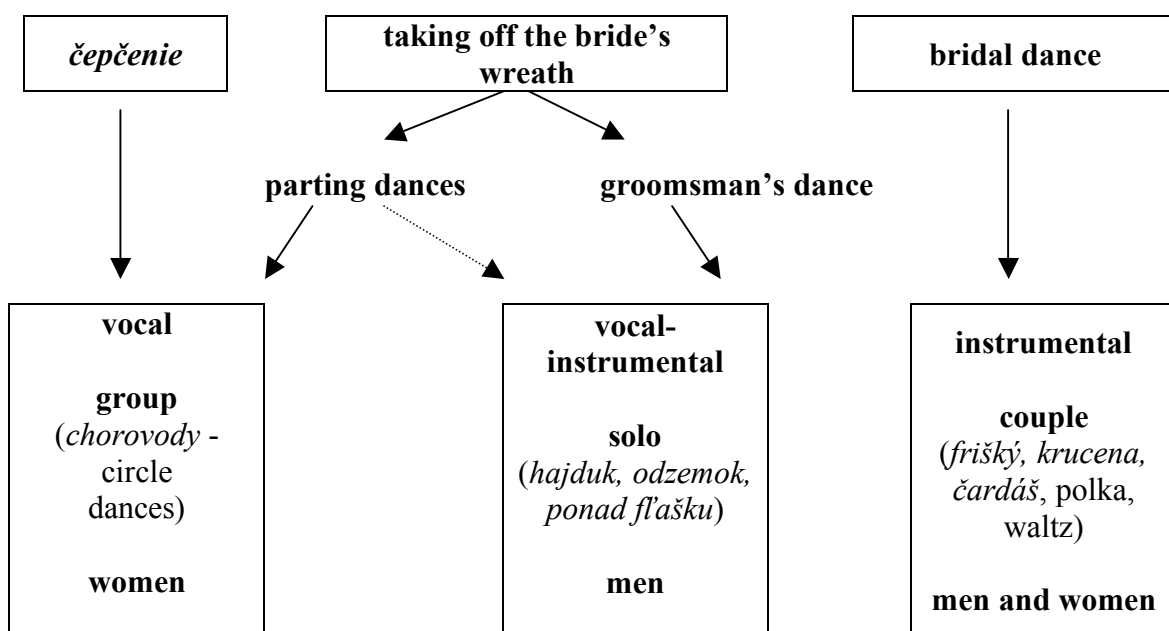 čepčenie
taking off the bride’s
wreath
bridal dance
parting dances
groomsman’s dance
vocal
group
(chorovody -
circle
dances)
women
vocal-
instrumental
solo
(hajduk, odzemok,
ponad fľašku)
men
instrumental
couple
(frišký, krucena,
čardáš, polka,
waltz)
men and women